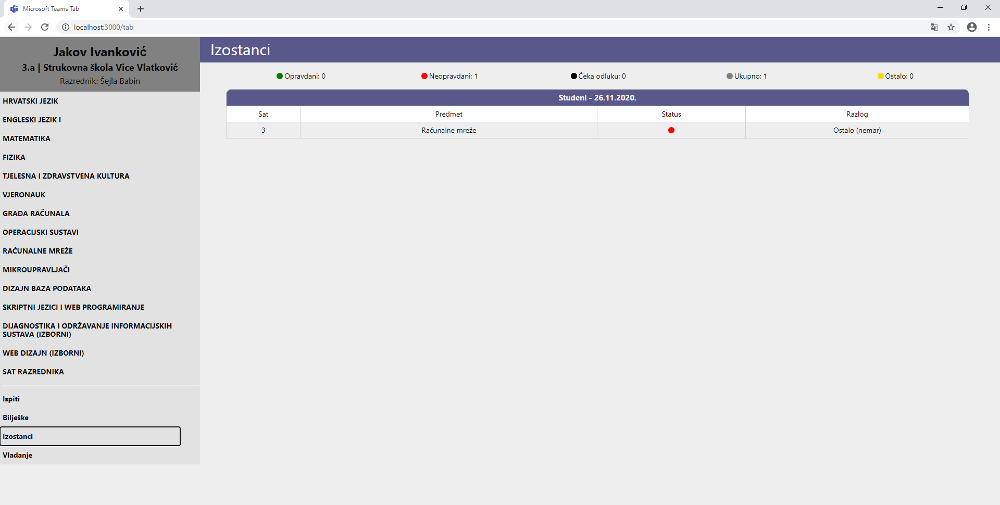 Microsoft Teams Tab
localhost:3000/tab
Jakov Ivanković
3.a | Strukovna škola Vice Vlatković
Razrednik: Šejla Babin
HRVATSKI JEZIK
ENGLESKI JEZIK I
MATEMATIKA
FIZIKA
TJELESNA I ZDRAVSTVENA KULTURA
VJERONAUK
GRAĐA RAČUNALA
OPERACIJSKI SUSTAVI
RAČUNALNE MREŽE
MIKROUPRAVLJAČI
DIZAJN BAZA PODATAKA
SKRIPTNI JEZICI I WEB PROGRAMIRANJE
DIJAGNOSTIKA I ODRŽAVANJE INFORMACIJSKIH
SUSTAVA (IZBORNI)
WEB DIZAJN (IZBORNI)
SAT RAZREDNIKA
Ispiti
Bilješke
Izostanci
Vladanje
Izostanci
Opravdani: 0 Neopravdani: 1 Čeka odluku: 0 Ukupno: 1 Ostalo: 0
Studeni - 26.11.2020.
Sat Predmet Status Razlog
3 Računalne mreže Ostalo (nemar)